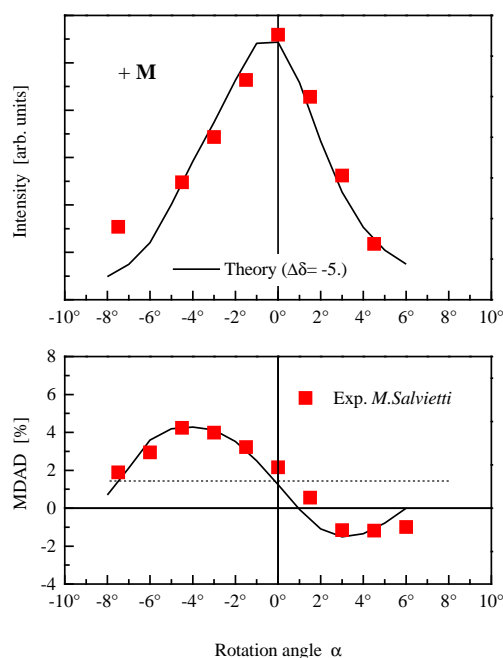 + M
Intensity [arb. units]
Theory (Δδ= -5.)
-10° -8° -6° -4° -2° 0° 2° 4° 6° 8° 10°
Exp. M.Salvietti
MDAD [%]
8
6
4
2
0
-2
-4
-10° -8° -6° -4° -2° 0° 2° 4° 6° 8° 10°
Rotation angle α